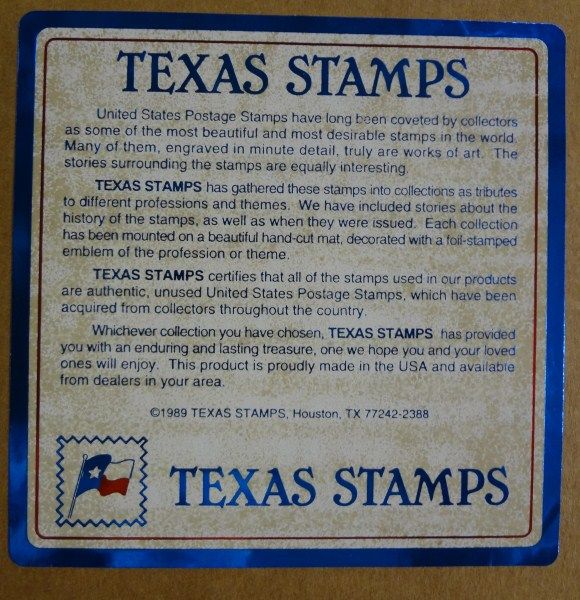 TEXAS STAMPS
United States Postage Stamps have long been coveted by collectors
as some of the most beautiful and most desirable stamps in the world.
Many of them, engraved in minute detail, truly are works of art. The
stories surrounding the stamps are equally interesting.
TEXAS STAMPS has gathered these stamps into collections as tributes
to different professions and themes. We have included stories about the
history of the stamps, as well as when they were issued. Each collection
has been mounted on a beautiful hand-cut mat, decorated with a foil-stamped
emblem of the profession or theme.
TEXAS STAMPS certifies that all of the stamps used in our products
are authentic, unused United States Postage Stamps, which have been
acquired from collectors throughout the country.
Whichever collection you have chosen, TEXAS STAMPS has provided
you with an enduring and lasting treasure, one we hope you and your loved
ones will enjoy. This product is proudly made in the USA and available
from dealers in your area.
©1989 TEXAS STAMPS, Houston, TX 77242-2388
TEXAS STAMPS